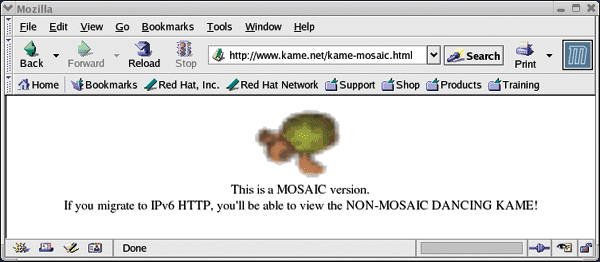 Mozilla
File Edit View Go Bookmarks Tools Window Help
Back Forward Reload Stop http://www.kame.net/kame-mosaic.html Search Print
Home Bookmarks Red Hat, Inc. Red Hat Network Support Shop Products Training
This is a MOSAIC version.
If you migrate to IPv6 HTTP, you'll be able to view the NON-MOSAIC DANCING KAME!
Done